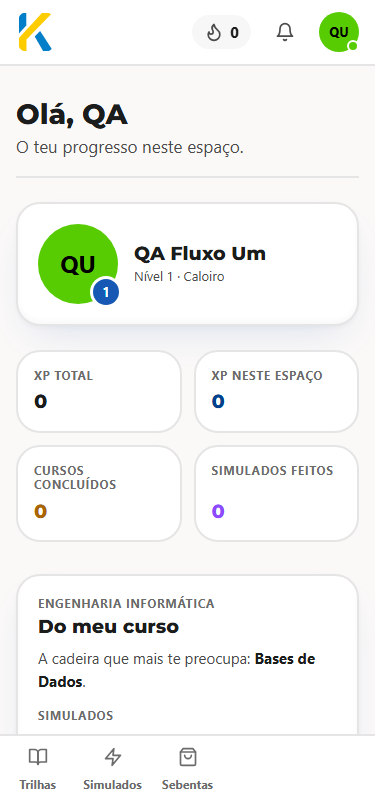 0
QU
Olá, QA
O teu progresso neste espaço.
QU
1
QA Fluxo Um
Nível 1 · Caloiro
XP TOTAL
0
XP NESTE ESPAÇO
0
CURSOS
CONCLUÍDOS
0
SIMULADOS FEITOS
0
ENGENHARIA INFORMÁTICA
Do meu curso
A cadeira que mais te preocupa: Bases de
Dados.
SIMULADOS
Trilhas
Simulados
Sebentas